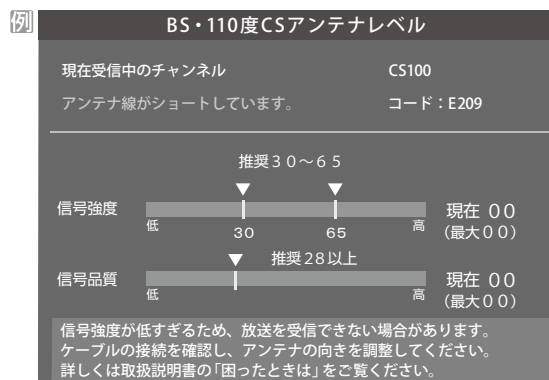 例
BS・110度CSアンテナレベル
現在受信中のチャンネル CS100
アンテナ線がショートしています。 コード：E209
推奨３０～６５
信号強度
低 30 65 高
現在 00
（最大００）
推奨28以上
信号品質
低 高
現在 00
（最大００）
信号強度が低すぎるため、放送を受信できない場合があります。
ケーブルの接続を確認し、アンテナの向きを調整してください。
詳しくは取扱説明書の「困ったときは」をご覧ください。